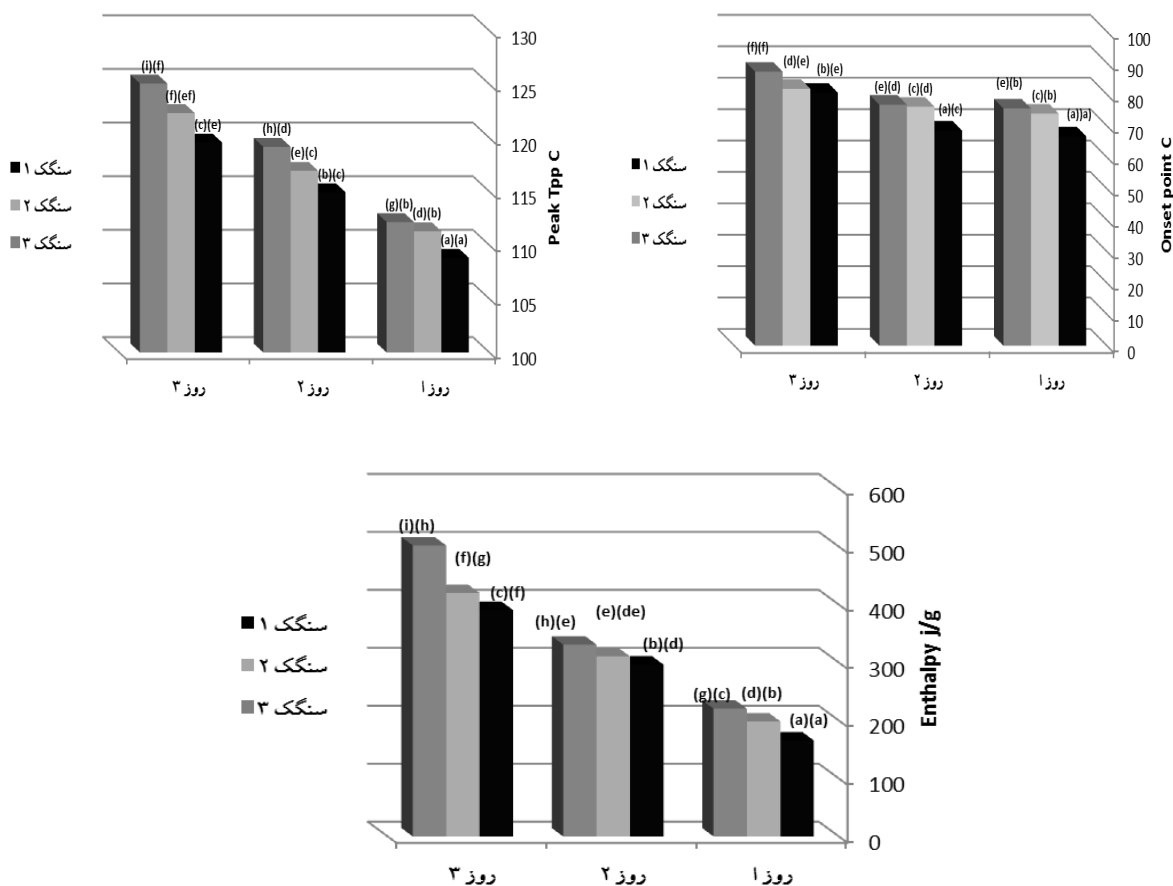 (i)(f)
(f)(ef)
(c)(e)
(h)(d)
(e)(c)
(b)(c)
(g)(b)
(d)(b)
(a)(a)
130
125
120
115
110
105
100
Peak Tpp C
سنگک ۱
سنگک ۲
سنگک ۳
روز ۱
روز ۲
روز ۳
(f)(f)
(d)(e)
(b)(e)
(e)(d)
(c)(d)
(a)(c)
(e)(b)
(c)(b)
(a))a)
100
90
80
70
60
50
40
30
20
10
0
Onset point C
سنگک ۱
سنگک ۲
سنگک ۳
روز ۱
روز ۲
روز ۳
(i)(h)
(f)(g)
(c)(f)
(h)(e)
(e)(de)
(b)(d)
(g)(c)
(d)(b)
(a)(a)
600
500
400
300
200
100
0
Enthalpy j/g
سنگک ۱
سنگک ۲
سنگک ۳
روز ۱
روز ۲
روز ۳